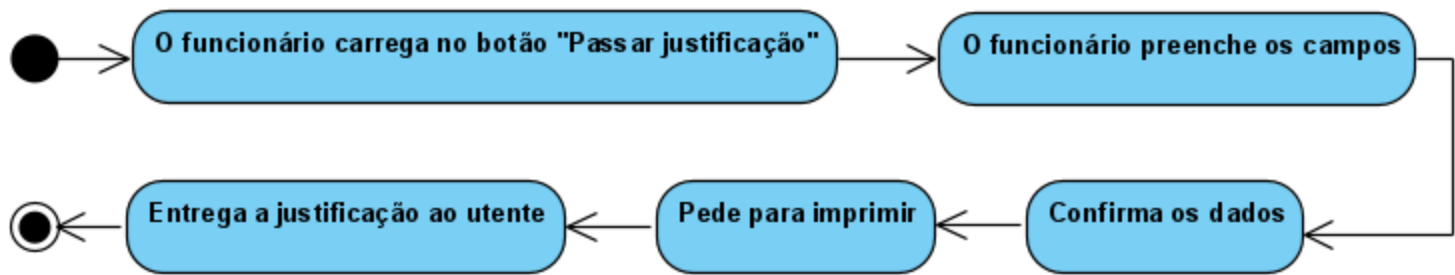 O funcionário carrega no botão "Passar justificação"
O funcionário preenche os campos
Confirma os dados
Pede para imprimir
Entrega a justificação ao utente